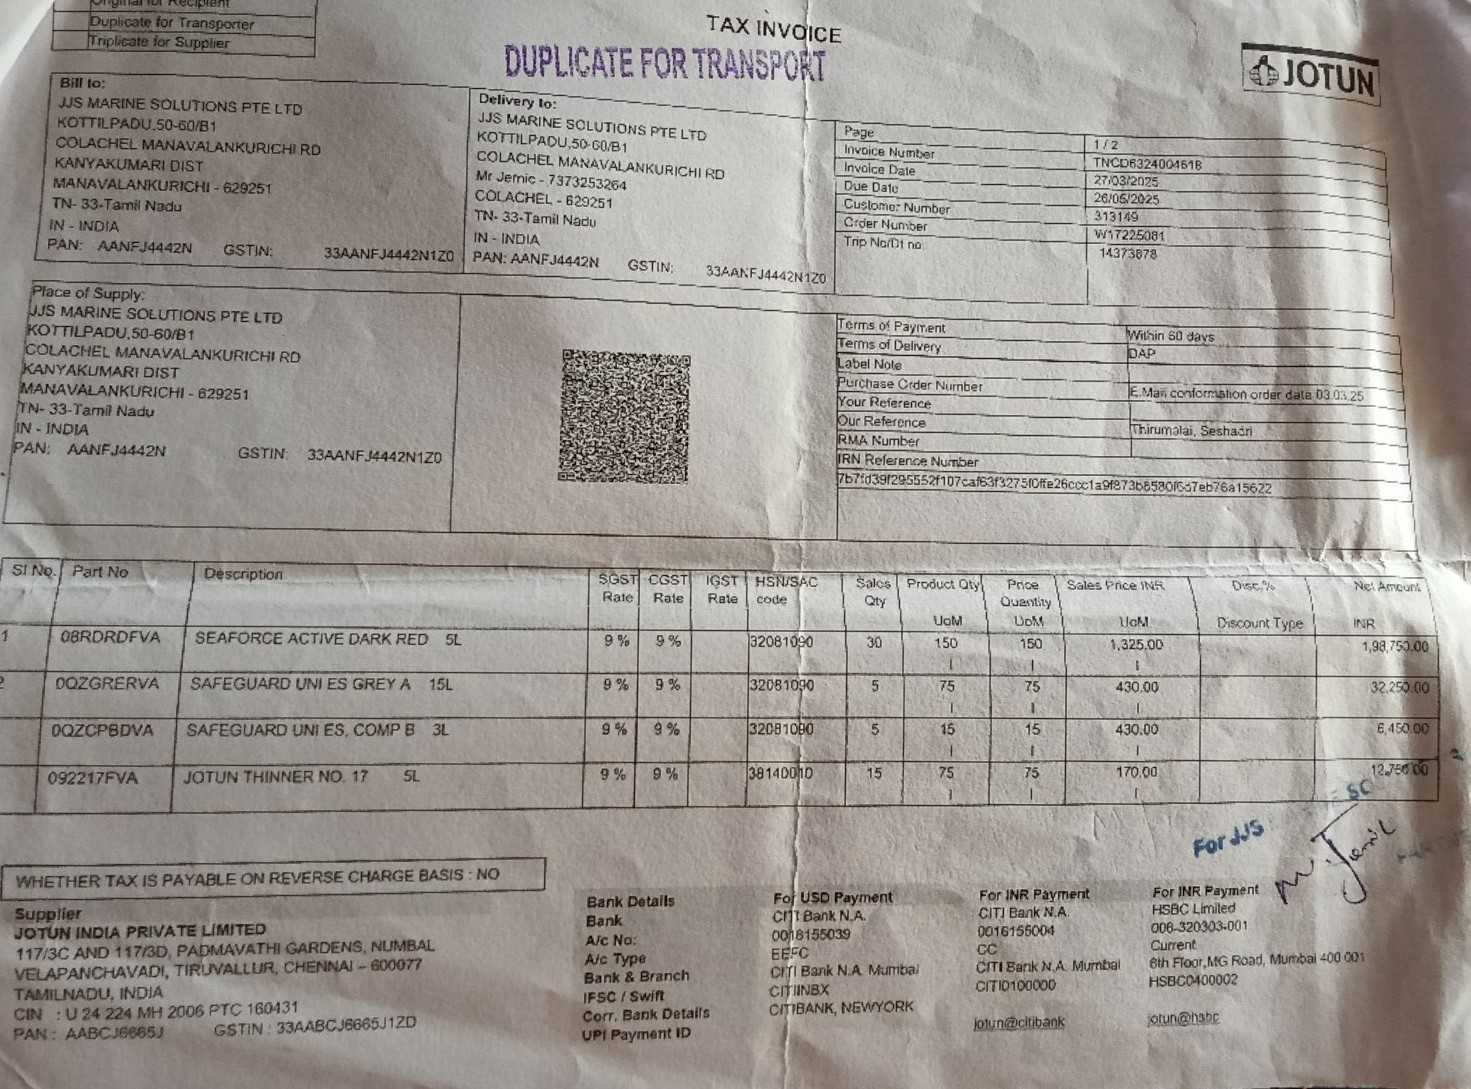 Original for Recipient
Duplicate for Transporter
Triplicate for Supplier
TAX INVOICE
DUPLICATE FOR TRANSPORT
JOTUN
Bill to:
JJS MARINE SOLUTIONS PTE LTD
KOTTILPADU,50-60/B1
COLACHEL MANAVALANKURICHI RD
KANYAKUMARI DIST
MANAVALANKURICHI - 629251
TN- 33-Tamil Nadu
IN - INDIA
PAN: AANFJ4442N GSTIN: 33AANFJ4442N1Z0
Delivery to:
JJS MARINE SOLUTIONS PTE LTD
KOTTILPADU,50-60/B1
COLACHEL MANAVALANKURICHI RD
Mr Jernic - 7373253264
COLACHEL - 629251
TN- 33-Tamil Nadu
IN - INDIA
PAN: AANFJ4442N GSTIN: 33AANFJ4442N1Z0
Page 1 / 2
Invoice Number TNCD6324004618
Invoice Date 27/03/2025
Due Date 26/05/2025
Customer Number 313149
Order Number W17225081
Trip No/Dt no 14373878
Place of Supply:
JJS MARINE SOLUTIONS PTE LTD
KOTTILPADU,50-60/B1
COLACHEL MANAVALANKURICHI RD
KANYAKUMARI DIST
MANAVALANKURICHI - 629251
TN- 33-Tamil Nadu
IN - INDIA
PAN: AANFJ4442N GSTIN: 33AANFJ4442N1Z0
Terms of Payment Within 60 days
Terms of Delivery DAP
Label Note
Purchase Order Number E.Mail conformation order date 03.03.25
Your Reference
Our Reference Thirumalai, Seshadri
RMA Number
IRN Reference Number
SI No. Part No Description SGST Rate CGST Rate IGST Rate HSN/SAC code Sales Qty Product Qty UoM Price Quantity UoM Sales Price INR UoM Disc.% Discount Type Net Amount INR
1 08RDRDFVA SEAFORCE ACTIVE DARK RED 5L 9 % 9 % 32081090 30 150 l 150 l 1,325.00 l 1,98,750.00
2 0QZGRERVA SAFEGUARD UNI ES GREY A 15L 9 % 9 % 32081090 5 75 l 75 l 430.00 l 32,250.00
0QZCPBDVA SAFEGUARD UNI ES, COMP B 3L 9 % 9 % 32081090 5 15 l 15 l 430.00 l 6,450.00
092217FVA JOTUN THINNER NO. 17 5L 9 % 9 % 38140010 15 75 l 75 l 170.00 l 12,750.00
For JJS
WHETHER TAX IS PAYABLE ON REVERSE CHARGE BASIS : NO
Supplier
JOTUN INDIA PRIVATE LIMITED
117/3C AND 117/3D, PADMAVATHI GARDENS, NUMBAL
VELAPANCHAVADI, TIRUVALLUR, CHENNAI – 600077
TAMILNADU, INDIA
CIN : U 24 224 MH 2006 PTC 160431
PAN : AABCJ6665J GSTIN : 33AABCJ6665J1ZD
Bank Details For USD Payment For INR Payment For INR Payment
Bank CITI Bank N.A. CITI Bank N.A. HSBC Limited
A/c No: 0016155039 0016155004 006-320303-001
A/c Type EEFC CC Current
Bank & Branch CITI Bank N.A. Mumbai CITI Bank N.A. Mumbai 6th Floor,MG Road, Mumbai 400 001
IFSC / Swift CITIINBX CITI0100000 HSBC0400002
Corr. Bank Details CITIBANK, NEWYORK
UPI Payment ID jotun@citibank jotun@hsbc